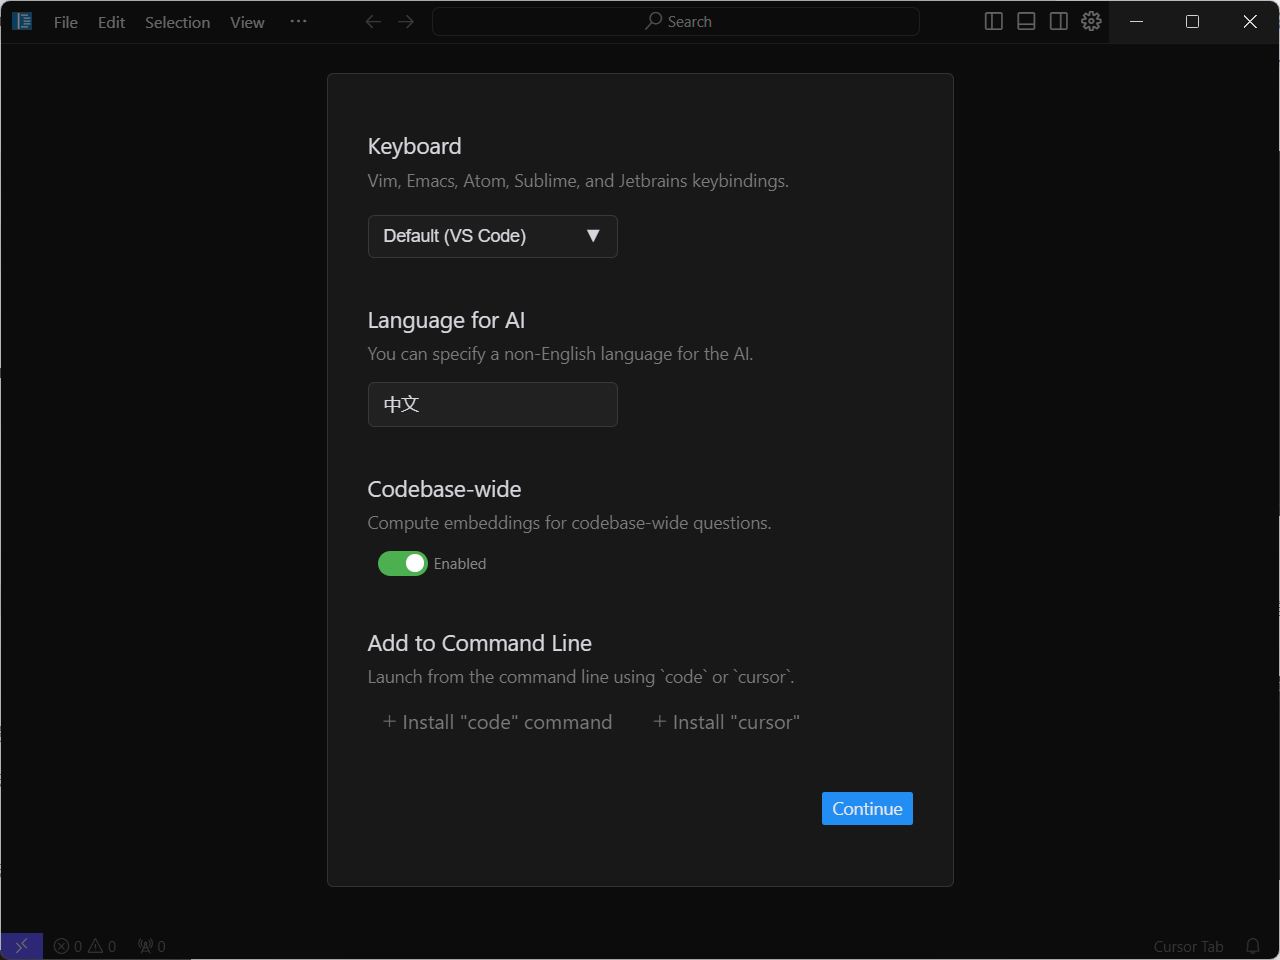 File Edit Selection View ··· Search
Keyboard
Vim, Emacs, Atom, Sublime, and Jetbrains keybindings.
Default (VS Code)
Language for AI
You can specify a non-English language for the AI.
中文
Codebase-wide
Compute embeddings for codebase-wide questions.
Enabled
Add to Command Line
Launch from the command line using `code` or `cursor`.
+ Install "code" command + Install "cursor"
Continue
0 0 0 Cursor Tab